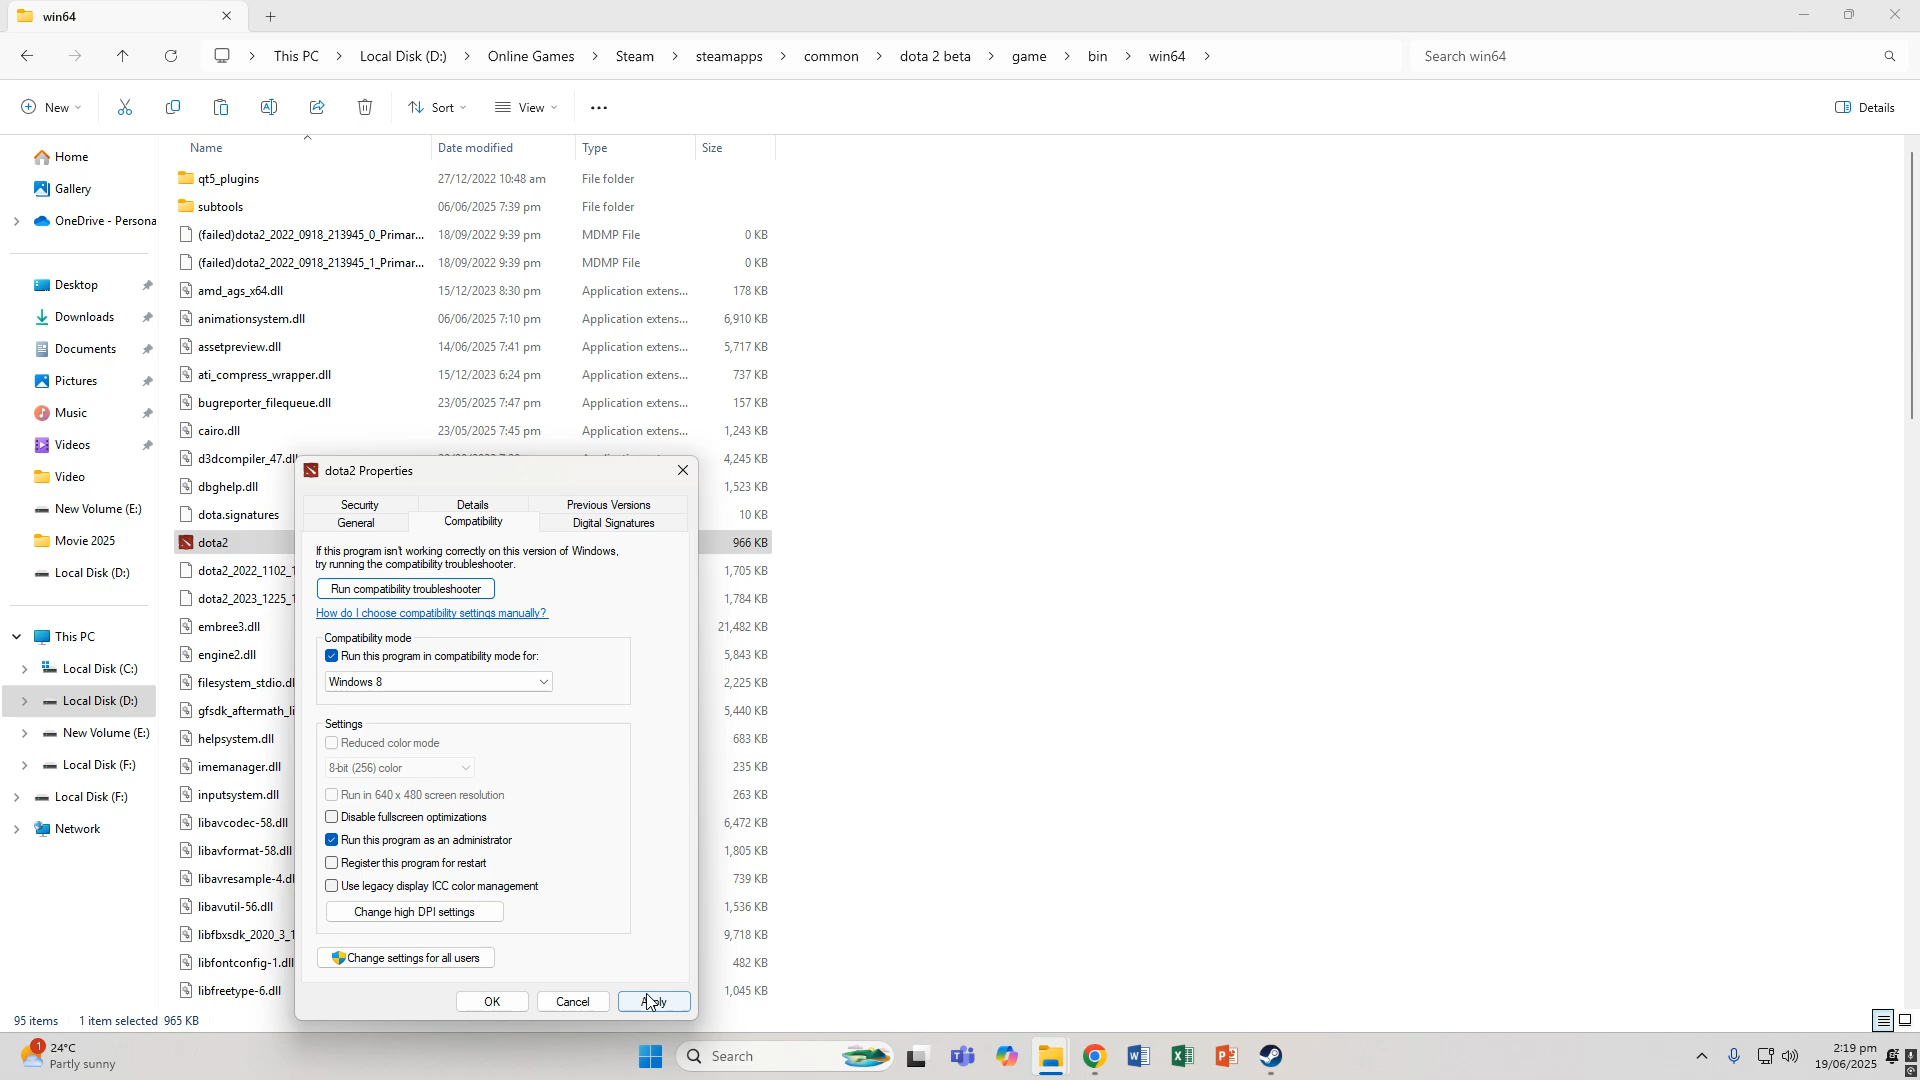 win64
This PC
Local Disk (D:)
Online Games
Steam
steamapps
common
dota 2 beta
game
bin
win64
Search win64
New
Sort
View
Details
Name
Date modified
Type
Size
Home
Gallery
OneDrive - Persona
Desktop
Downloads
Documents
Pictures
Music
Videos
Video
New Volume (E:)
Movie 2025
Local Disk (D:)
This PC
Local Disk (C:)
Local Disk (D:)
New Volume (E:)
Local Disk (F:)
Local Disk (F:)
Network
qt5_plugins 27/12/2022 10:48 am File folder
subtools 06/06/2025 7:39 pm File folder
(failed)dota2_2022_0918_213945_0_Primar... 18/09/2022 9:39 pm MDMP File 0 KB
(failed)dota2_2022_0918_213945_1_Primar... 18/09/2022 9:39 pm MDMP File 0 KB
amd_ags_x64.dll 15/12/2023 8:30 pm Application extens... 178 KB
animationsystem.dll 06/06/2025 7:10 pm Application extens... 6,910 KB
assetpreview.dll 14/06/2025 7:41 pm Application extens... 5,717 KB
ati_compress_wrapper.dll 15/12/2023 6:24 pm Application extens... 737 KB
bugreporter_filequeue.dll 23/05/2025 7:47 pm Application extens... 157 KB
cairo.dll 23/05/2025 7:45 pm Application extens... 1,243 KB
d3dcompiler_47.dll 4,245 KB
dbghelp.dll 1,523 KB
dota.signatures 10 KB
dota2 966 KB
dota2_2022_1102_1 1,705 KB
dota2_2023_1225_1 1,784 KB
embree3.dll 21,482 KB
engine2.dll 5,843 KB
filesystem_stdio.dl 2,225 KB
gfsdk_aftermath_li 5,440 KB
helpsystem.dll 683 KB
imemanager.dll 235 KB
inputsystem.dll 263 KB
libavcodec-58.dll 6,472 KB
libavformat-58.dll 1,805 KB
libavresample-4.dl 739 KB
libavutil-56.dll 1,536 KB
libfbxsdk_2020_3_1 9,718 KB
libfontconfig-1.dll 482 KB
libfreetype-6.dll 1,045 KB
dota2 Properties
Security
Details
Previous Versions
General
Compatibility
Digital Signatures
If this program isn't working correctly on this version of Windows,
try running the compatibility troubleshooter.
Run compatibility troubleshooter
How do I choose compatibility settings manually?
Compatibility mode
Run this program in compatibility mode for:
Windows 8
Settings
Reduced color mode
8-bit (256) color
Run in 640 x 480 screen resolution
Disable fullscreen optimizations
Run this program as an administrator
Register this program for restart
Use legacy display ICC color management
Change high DPI settings
Change settings for all users
OK
Cancel
Apply
95 items
1 item selected 965 KB
1
24°C
Partly sunny
Search
2:19 pm
19/06/2025